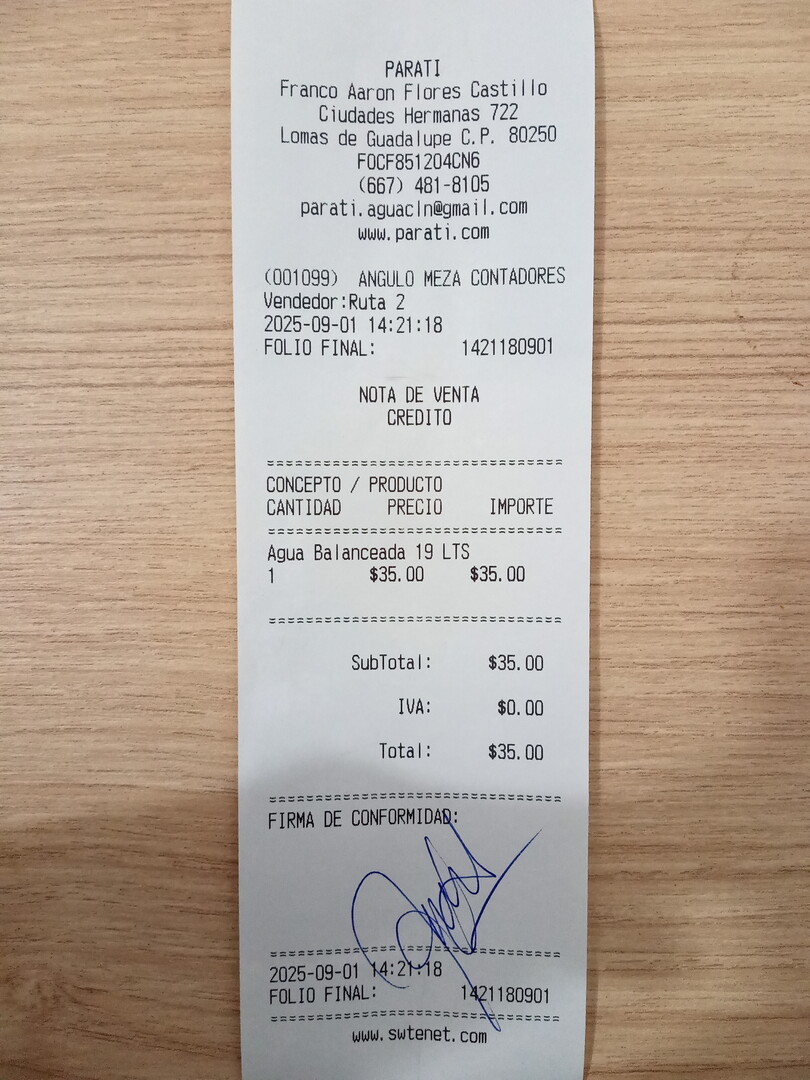 PARATI
Franco Aaron Flores Castillo
Ciudades Hermanas 722
Lomas de Guadalupe C.P. 80250
FOCF851204CN6
(667) 481-8105
parati.aguacln@gmail.com
www.parati.com
(001099) ANGULO MEZA CONTADORES
Vendedor:Ruta 2
2025-09-01 14:21:18
FOLIO FINAL: 1421180901
NOTA DE VENTA
CREDITO
CONCEPTO / PRODUCTO
CANTIDAD PRECIO IMPORTE
Agua Balanceada 19 LTS
1 $35.00 $35.00
SubTotal: $35.00
IVA: $0.00
Total: $35.00
FIRMA DE CONFORMIDAD:
2025-09-01 14:21:18
FOLIO FINAL: 1421180901
www.swtenet.com